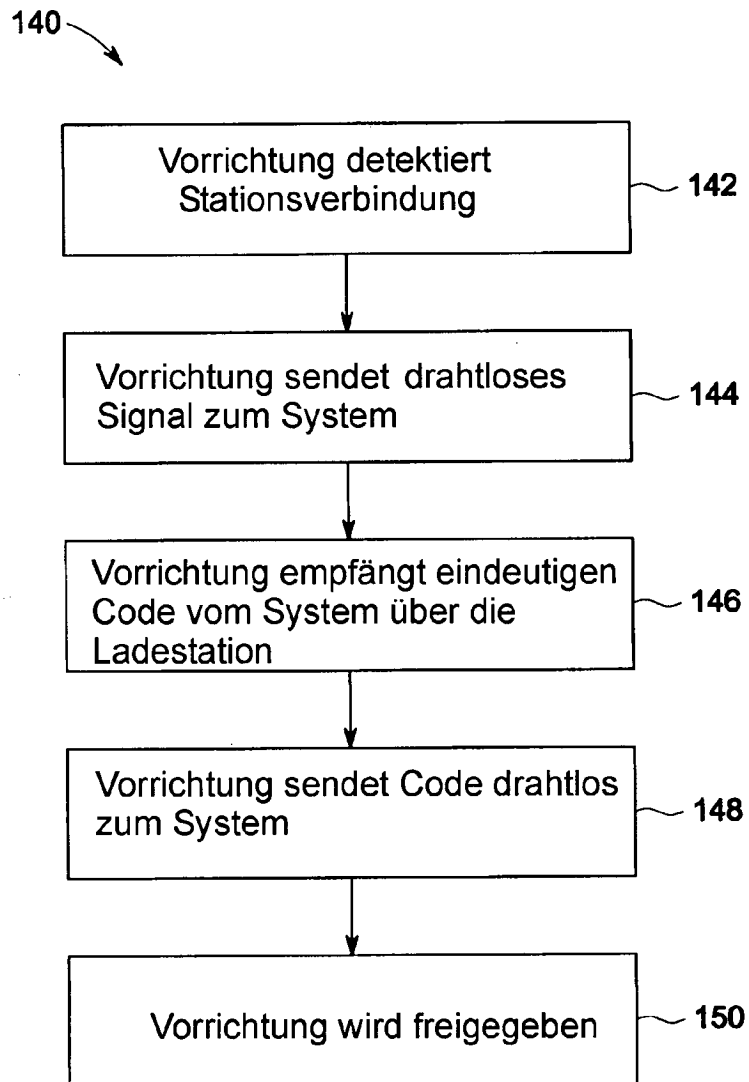 140
Vorrichtung detektiert
Stationsverbindung
142
Vorrichtung sendet drahtloses
Signal zum System
144
Vorrichtung empfängt eindeutigen
Code vom System über die
Ladestation
146
Vorrichtung sendet Code drahtlos
zum System
148
Vorrichtung wird freigegeben
150